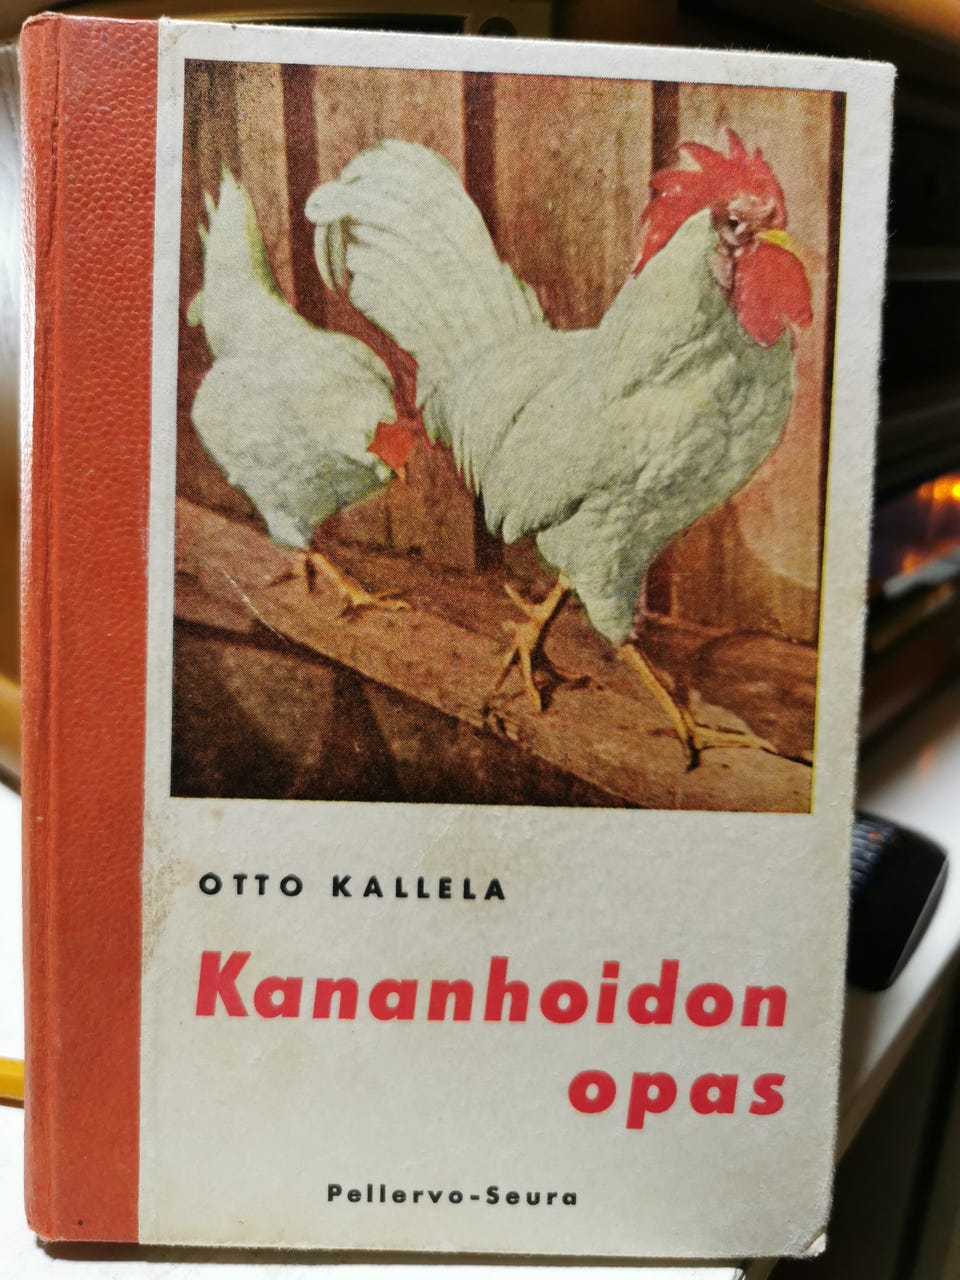 OTTO KALLELA
Kananhoidon
opas
Pellervo-Seura